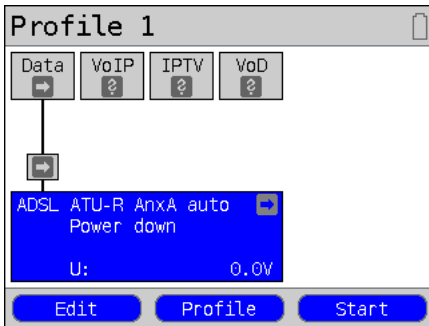 Profile 1
Data VoIP IPTV VoD
? ? ?
ADSL ATU-R AnxA auto
Power down
U: 0.0V
Edit Profile Start